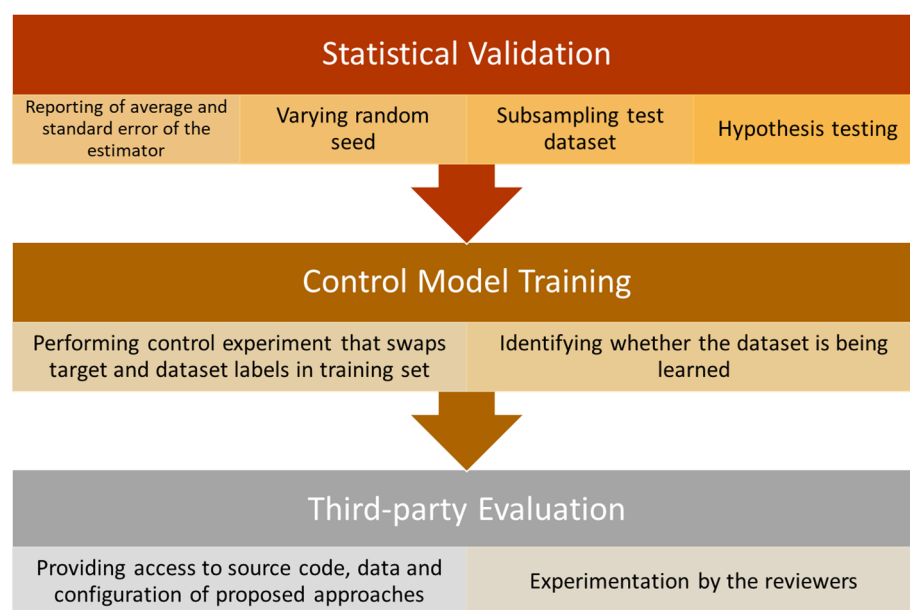 Statistical Validation
Reporting of average and
standard error of the
estimator
Varying random
seed
Subsampling test
dataset
Hypothesis testing
Control Model Training
Performing control experiment that swaps
target and dataset labels in training set
Identifying whether the dataset is being
learned
Third-party Evaluation
Providing access to source code, data and
configuration of proposed approaches
Experimentation by the reviewers